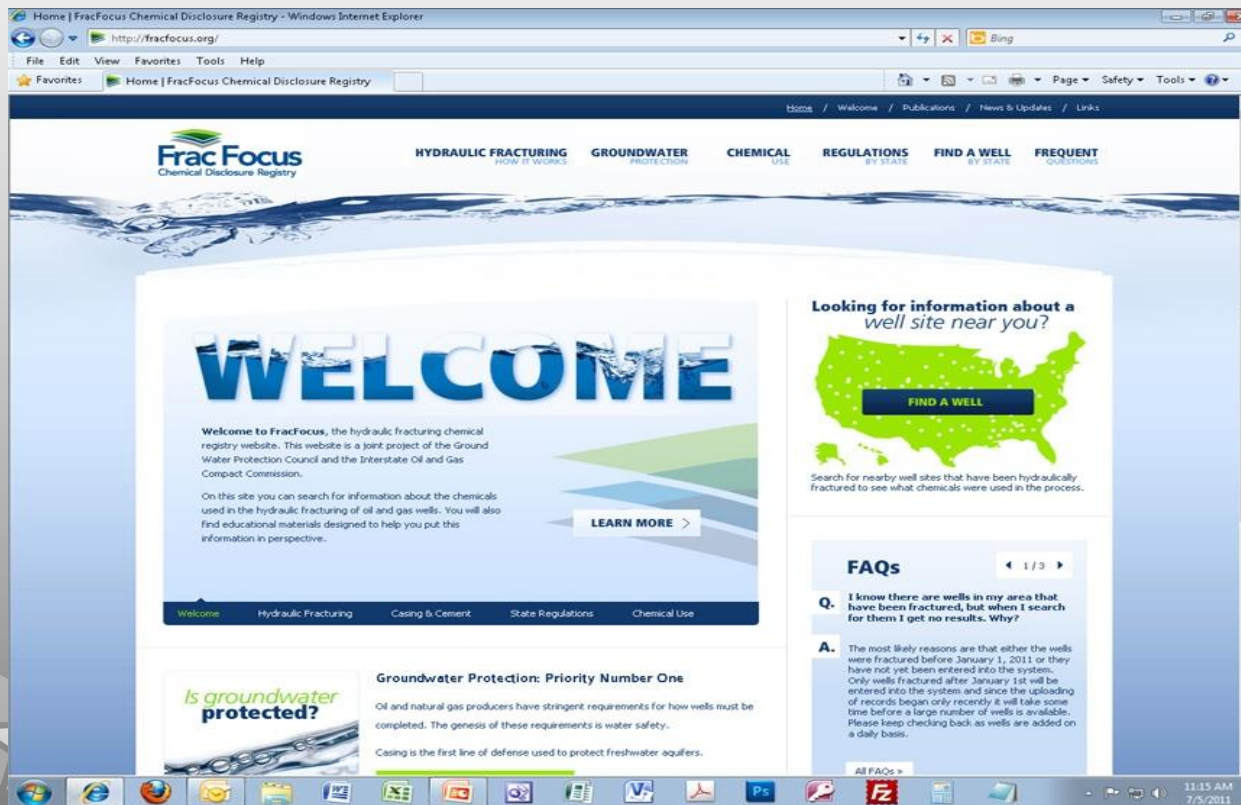 Home | FracFocus Chemical Disclosure Registry - Windows Internet Explorer
http://fracfocus.org/
Bing
File Edit View Favorites Tools Help
Favorites
Home | FracFocus Chemical Disclosure Registry
Page Safety Tools
Home / Welcome / Publications / News & Updates / Links
Frac Focus
Chemical Disclosure Registry
HYDRAULIC FRACTURING
HOW IT WORKS
GROUNDWATER
PROTECTION
CHEMICAL
USE
REGULATIONS
BY STATE
FIND A WELL
BY STATE
FREQUENT
QUESTIONS
WELCOME
Welcome to FracFocus, the hydraulic fracturing chemical
registry website. This website is a joint project of the Ground
Water Protection Council and the Interstate Oil and Gas
Compact Commission.
On this site you can search for information about the chemicals
used in the hydraulic fracturing of oil and gas wells. You will also
find educational materials designed to help you put this
information in perspective.
LEARN MORE >
Welcome Hydraulic Fracturing Casing & Cement State Regulations Chemical Use
Looking for information about a
well site near you?
FIND A WELL
Search for nearby well sites that have been hydraulically
fractured to see what chemicals were used in the process.
FAQs
1/3
Q. I know there are wells in my area that
have been fractured, but when I search
for them I get no results. Why?
A. The most likely reasons are that either the wells
were fractured before January 1, 2011 or they
have not yet been entered into the system.
Only wells fractured after January 1st will be
entered into the system and since the uploading
of records began only recently it will take some
time before a large number of wells is available.
Please keep checking back as wells are added on
a daily basis.
All FAQs »
Is groundwater
protected?
Groundwater Protection: Priority Number One
Oil and natural gas producers have stringent requirements for how wells must be
completed. The genesis of these requirements is water safety.
Casing is the first line of defense used to protect freshwater aquifers.
Ps
Fz
11:15 AM
7/5/2011